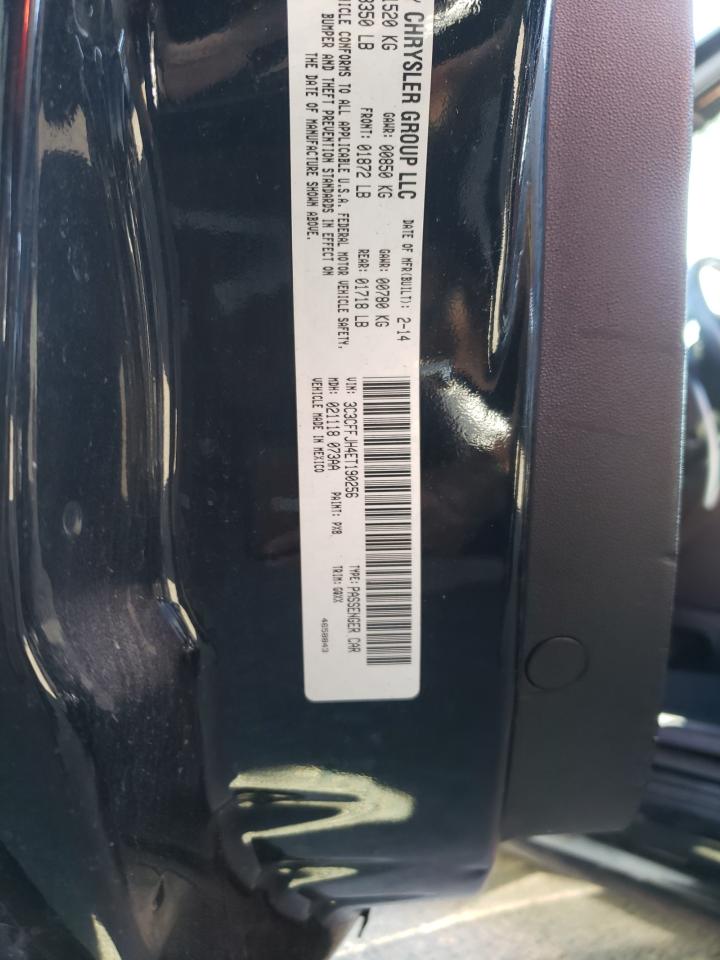 CHRYSLER GROUP LLC
DATE OF MFR(BUILT): 2-14
1520 KG GAWR: 00850 KG GAWR: 00780 KG
3350 LB FRONT: 01872 LB REAR: 01718 LB
VEHICLE CONFORMS TO ALL APPLICABLE U.S.A. FEDERAL MOTOR VEHICLE SAFETY,
BUMPER AND THEFT PREVENTION STANDARDS IN EFFECT ON
THE DATE OF MANUFACTURE SHOWN ABOVE.
VIN: 3C3CFFJH4ET190256 TYPE: PASSENGER CAR
MDH: 021118 073AA PAINT: PXB TRIM: GQXX
VEHICLE MADE IN MEXICO 4650843